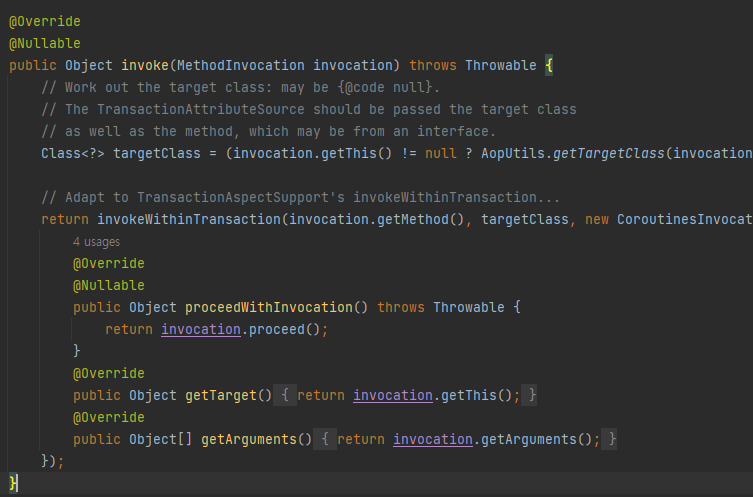 @Override
@Nullable
public Object invoke(MethodInvocation invocation) throws Throwable {
// Work out the target class: may be {@code null}.
// The TransactionAttributeSource should be passed the target class
// as well as the method, which may be from an interface.
Class<?> targetClass = (invocation.getThis() != null ? AopUtils.getTargetClass(invocation
// Adapt to TransactionAspectSupport's invokeWithinTransaction...
return invokeWithinTransaction(invocation.getMethod(), targetClass, new CoroutinesInvocat
4 usages
@Override
@Nullable
public Object proceedWithInvocation() throws Throwable {
return invocation.proceed();
}
@Override
public Object getTarget() { return invocation.getThis(); }
@Override
public Object[] getArguments() { return invocation.getArguments(); }
});
}